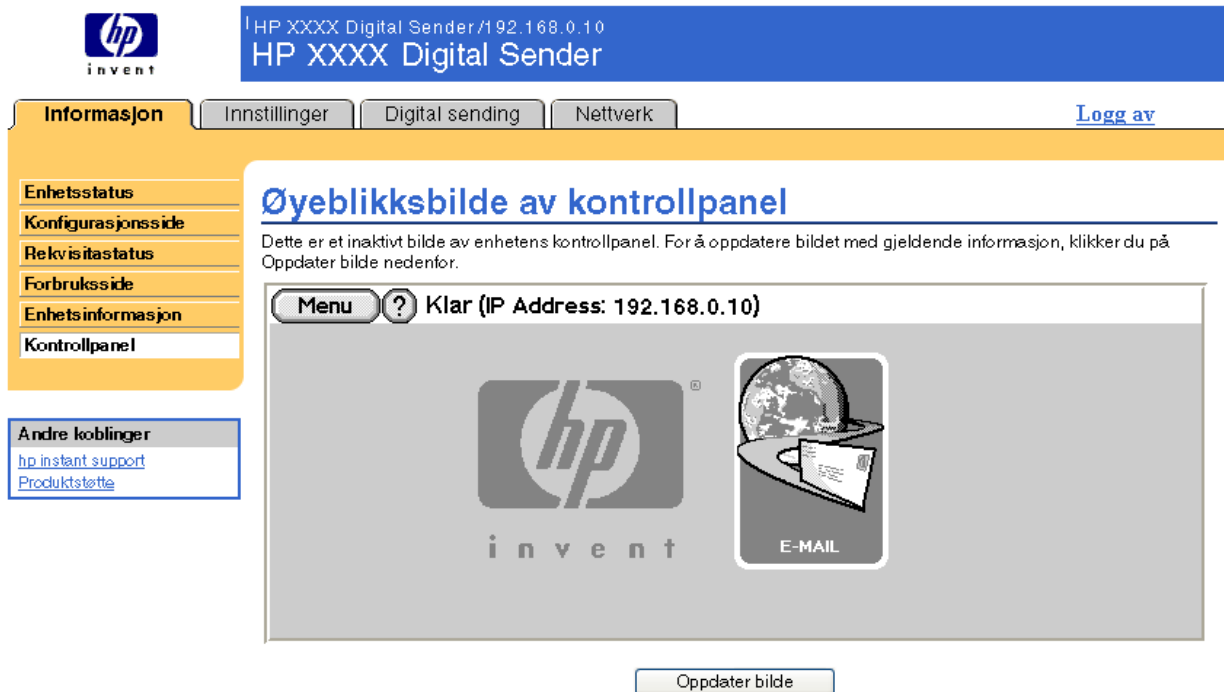 hp
invent
HP XXXX Digital Sender/192.168.0.10
HP XXXX Digital Sender
Informasjon
Innstillinger
Digital sending
Nettverk
Logg av
Enhetsstatus
Konfigurasjonsside
Rekvisitastatus
Forbruksside
Enhetsinformasjon
Kontrollpanel
Andre koblinger
hp instant support
Produktstøtte
Øyeblikksbilde av kontrollpanel
Dette er et inaktivt bilde av enhetens kontrollpanel. For å oppdatere bildet med gjeldende informasjon, klikker du på
Oppdater bilde nedenfor.
Menu ? Klar (IP Address: 192.168.0.10)
hp ®
invent
E-MAIL
Oppdater bilde